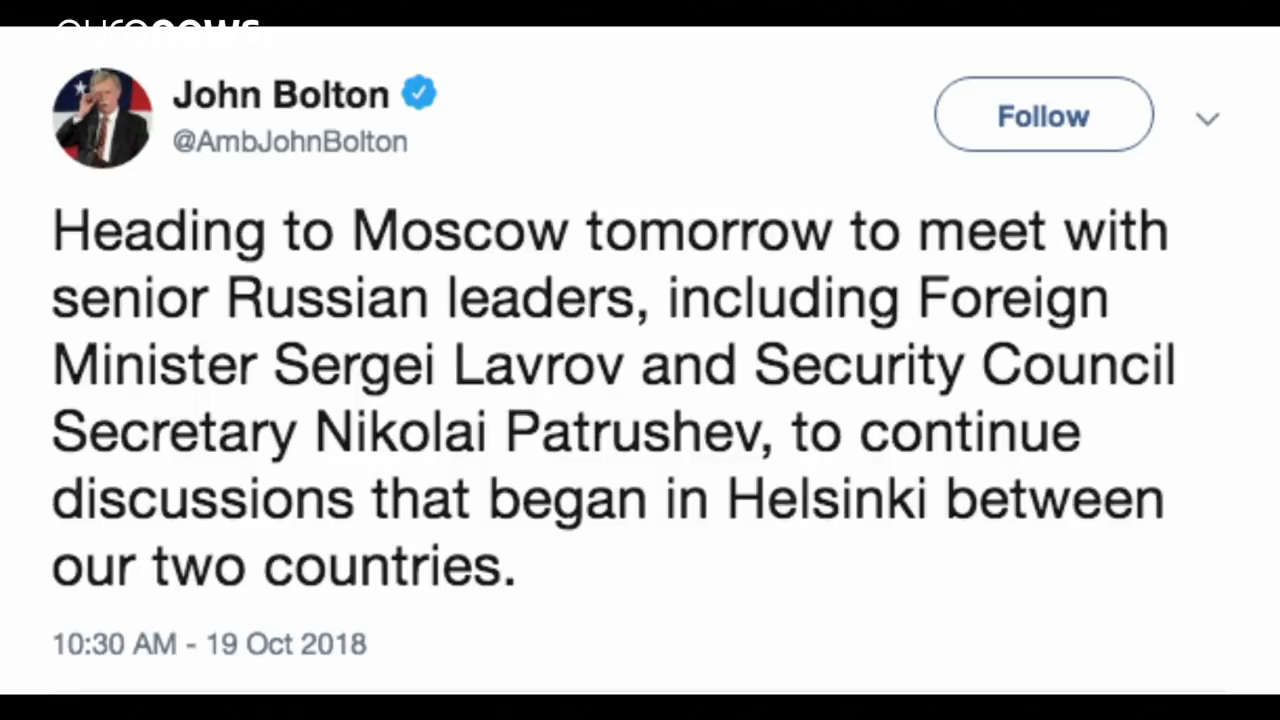 euronews.
John Bolton
@AmbJohnBolton
Follow
Heading to Moscow tomorrow to meet with
senior Russian leaders, including Foreign
Minister Sergei Lavrov and Security Council
Secretary Nikolai Patrushev, to continue
discussions that began in Helsinki between
our two countries.
10:30 AM - 19 Oct 2018